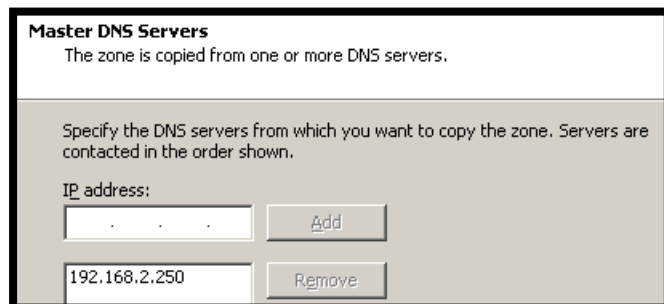 Master DNS Servers
The zone is copied from one or more DNS servers.
Specify the DNS servers from which you want to copy the zone. Servers are
contacted in the order shown.
IP address:
. . . Add
192.168.2.250 Remove